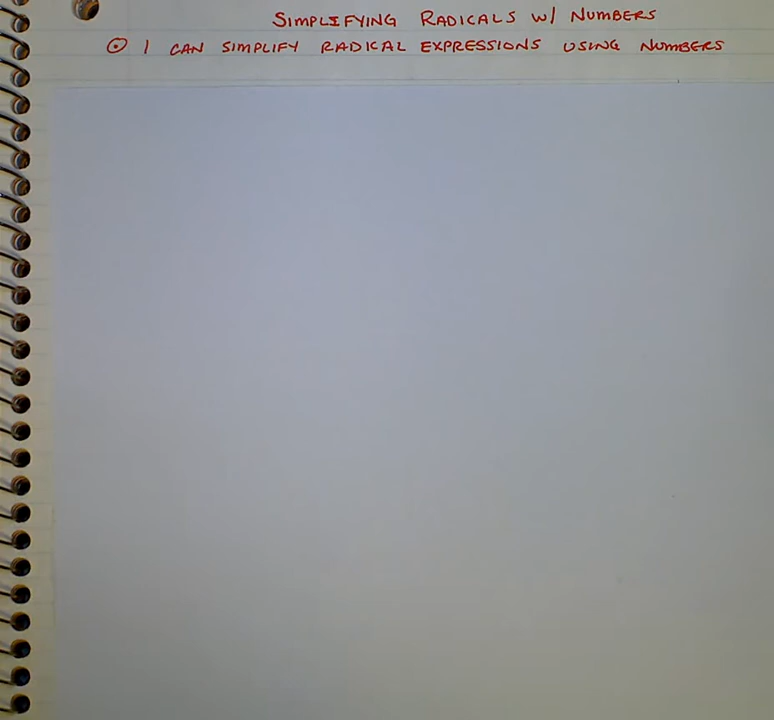 SIMPLIFYING RADICALS W/ NUMBERS
⊙ I CAN SIMPLIFY RADICAL EXPRESSIONS USING NUMBERS